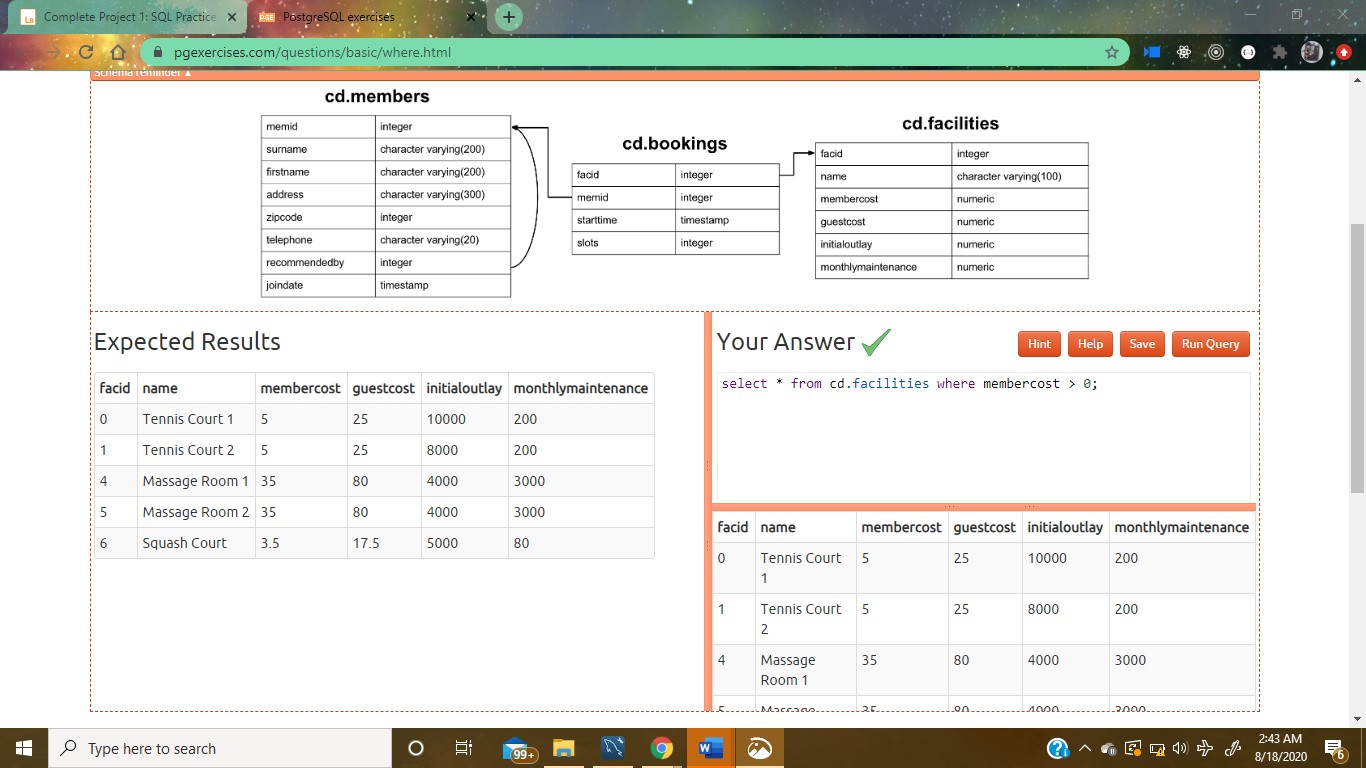 Complete Project 1: SQL Practice
PostgreSQL exercises
pgexercises.com/questions/basic/where.html
Schema reminder ▲
cd.members
memid integer
surname character varying(200)
firstname character varying(200)
address character varying(300)
zipcode integer
telephone character varying(20)
recommendedby integer
joindate timestamp
cd.bookings
facid integer
memid integer
starttime timestamp
slots integer
cd.facilities
facid integer
name character varying(100)
membercost numeric
guestcost numeric
initialoutlay numeric
monthlymaintenance numeric
Expected Results
facid name membercost guestcost initialoutlay monthlymaintenance
0 Tennis Court 1 5 25 10000 200
1 Tennis Court 2 5 25 8000 200
4 Massage Room 1 35 80 4000 3000
5 Massage Room 2 35 80 4000 3000
6 Squash Court 3.5 17.5 5000 80
Your Answer
Hint Help Save Run Query
select * from cd.facilities where membercost > 0;
facid name membercost guestcost initialoutlay monthlymaintenance
0 Tennis Court 5 25 10000 200
1
1 Tennis Court 5 25 8000 200
2
4 Massage 35 80 4000 3000
Room 1
5 Massage 35 80 4000 3000
Type here to search
99+
2:43 AM
8/18/2020
6